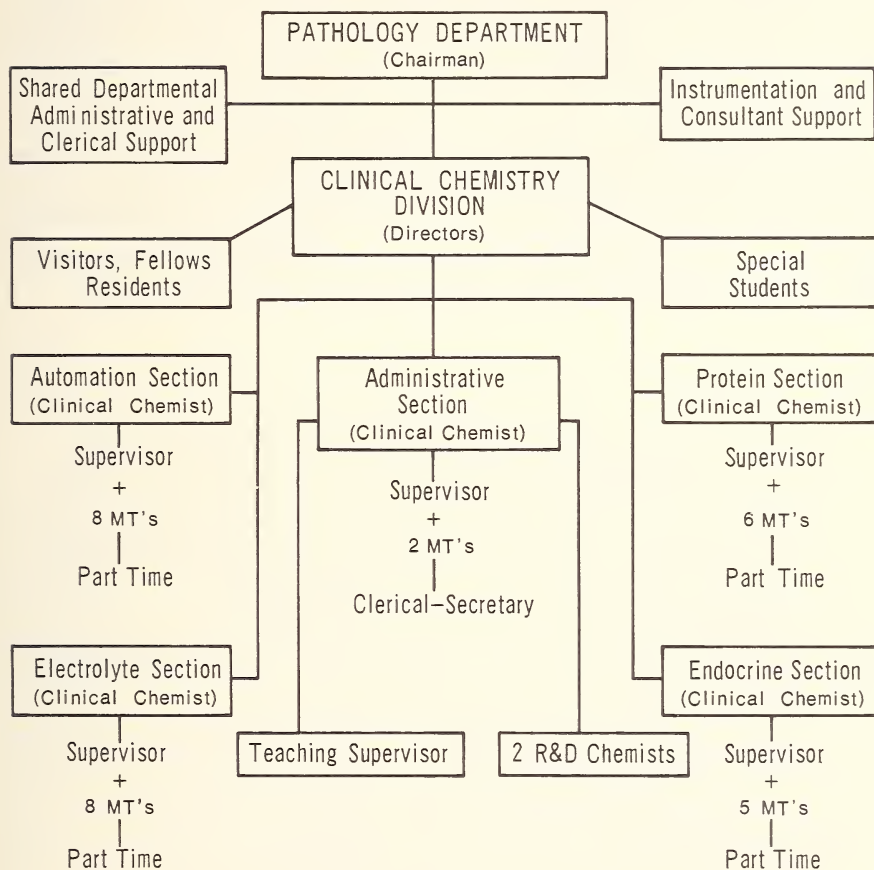 PATHOLOGY DEPARTMENT
(Chairman)
Shared Departmental
Administrative and
Clerical Support
Instrumentation and
Consultant Support
CLINICAL CHEMISTRY
DIVISION
(Directors)
Visitors, Fellows
Residents
Special
Students
Automation Section
(Clinical Chemist)
Supervisor
+
8 MT's
Part Time
Administrative
Section
(Clinical Chemist)
Supervisor
+
2 MT's
Clerical-Secretary
Protein Section
(Clinical Chemist)
Supervisor
+
6 MT's
Part Time
Electrolyte Section
(Clinical Chemist)
Supervisor
+
8 MT's
Part Time
Teaching Supervisor
2 R&D Chemists
Endocrine Section
(Clinical Chemist)
Supervisor
+
5 MT's
Part Time